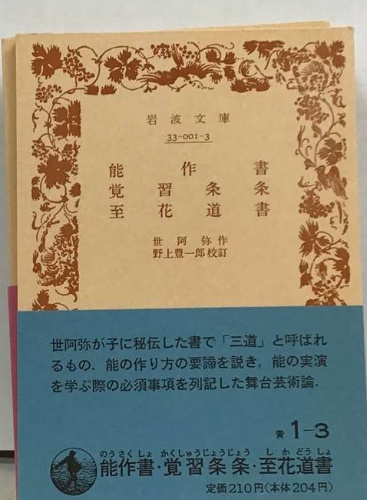 岩波文庫
33-001-3
能作書
覚習条条
至花道書
世阿弥作
野上豊一郎校訂
世阿弥が子に秘伝した書で「三道」と呼ばれ
るもの．能の作り方の要諦を説き，能の実演
を学ぶ際の必須事項を列記した舞台芸術論．
青 1-3
のうさくしょ かくしゅうじょうじょう しかどうしょ
能作書・覚習条条・至花道書
定価210円(本体204円)